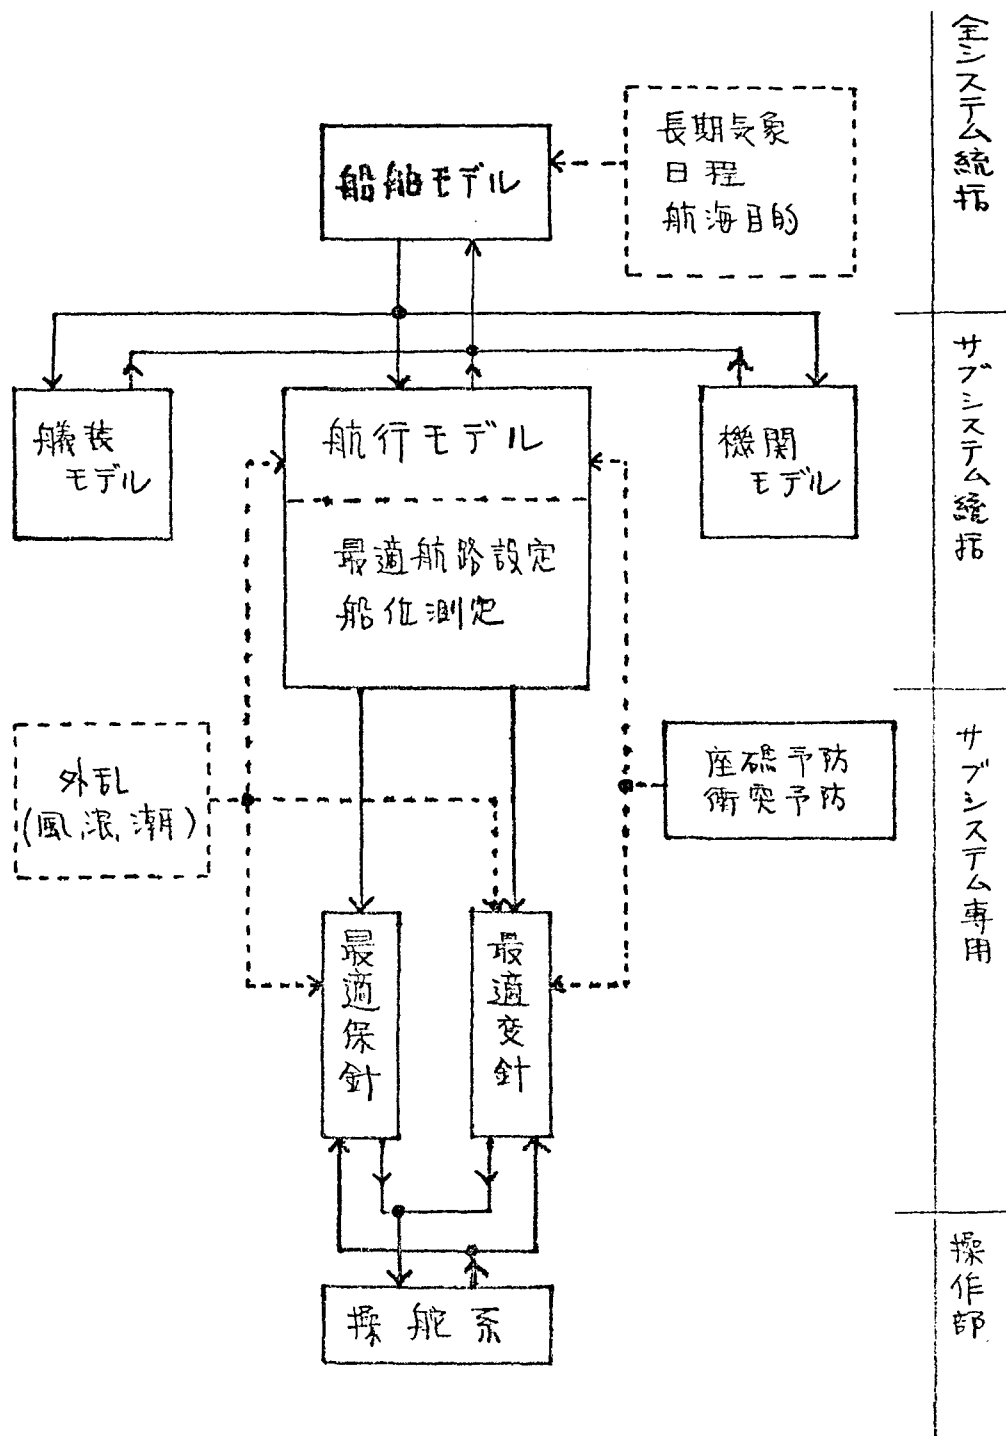 全システム統括
長期気象
日程
航海目的
船舶モデル
サブシステム統括
艤装
モデル
航行モデル
機関
モデル
最適航路設定
船位測定
サブシステム専用
外乱
(風,浪,潮)
座礁予防
衝突予防
最適保針
最適変針
操作部
操舵系